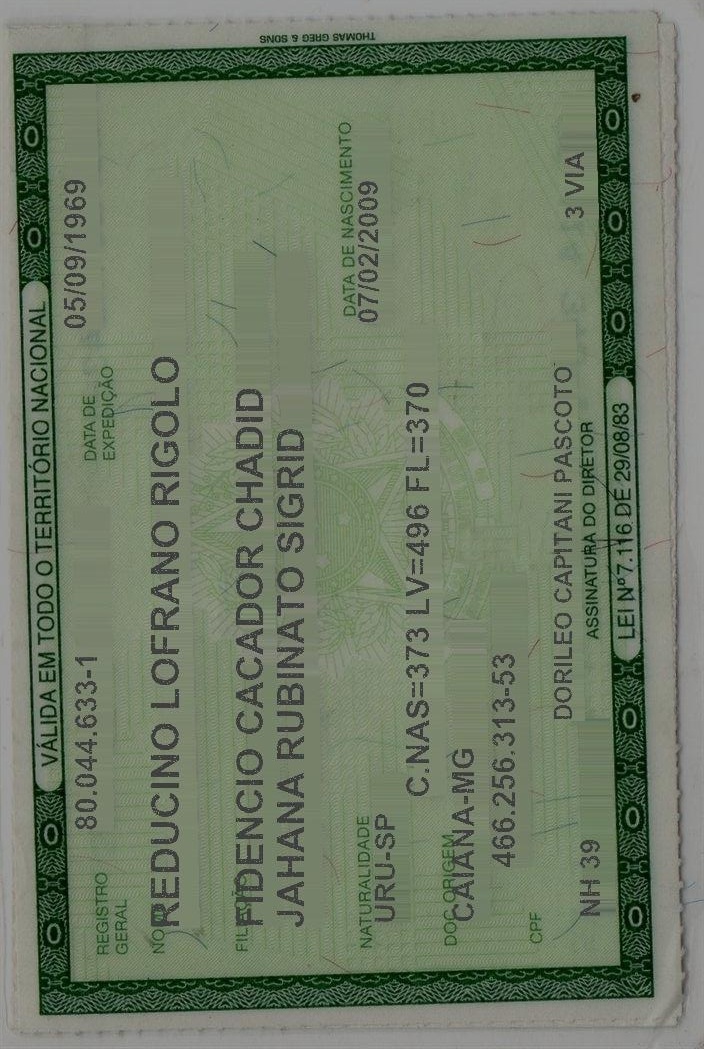 VÁLIDA EM TODO O TERRITÓRIO NACIONAL
REGISTRO GERAL 80.044.633-1 DATA DE EXPEDIÇÃO 05/09/1969
REDUCINO LOFRANO RIGOLO
FIDENCIO CACADOR CHADID
JAHANA RUBINATO SIGRID
NATURALIDADE DATA DE NASCIMENTO
URU-SP 07/02/2009
DOC ORIGEM C.NAS=373 LV=496 FL=370
CAIANA-MG
CPF 466.256.313-53
DORILEO CAPITANI PASCOTO
NH 39 ASSINATURA DO DIRETOR 3 VIA
LEI Nº 7.116 DE 29/08/83
THOMAS GREG & SONS